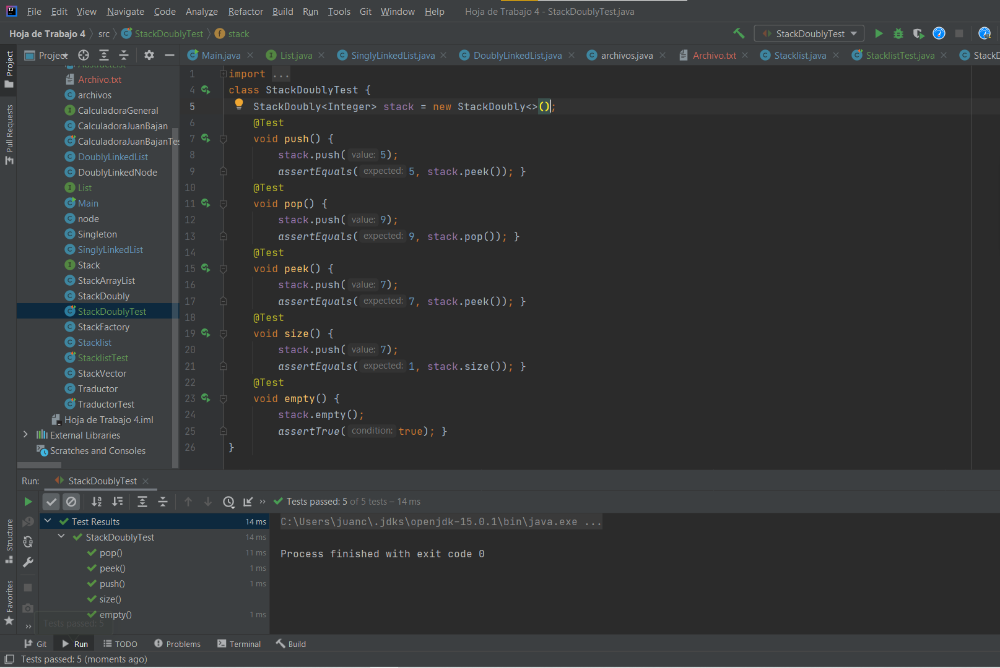 File Edit View Navigate Code Analyze Refactor Build Run Tools Git Window Help Hoja de Trabajo 4 - StackDoublyTest.java
Hoja de Trabajo 4 src StackDoublyTest stack StackDoublyTest
Project Main.java List.java SinglyLinkedList.java DoublyLinkedList.java archivos.java Archivo.txt Stacklist.java StacklistTest.java StackD
Project
Pull Requests
Structure
Favorites
AbstractList
Archivo.txt
archivos
CalculadoraGeneral
CalculadoraJuanBajan
CalculadoraJuanBajanTes
DoublyLinkedList
DoublyLinkedNode
List
Main
node
Singleton
SinglyLinkedList
Stack
StackArrayList
StackDoubly
StackDoublyTest
StackFactory
Stacklist
StacklistTest
StackVector
Traductor
TraductorTest
Hoja de Trabajo 4.iml
External Libraries
Scratches and Consoles
1 import ...
4 class StackDoublyTest {
5 StackDoubly<Integer> stack = new StackDoubly<>();
6 @Test
7 void push() {
8 stack.push( value: 5);
9 assertEquals( expected: 5, stack.peek()); }
10 @Test
11 void pop() {
12 stack.push( value: 9);
13 assertEquals( expected: 9, stack.pop()); }
14 @Test
15 void peek() {
16 stack.push( value: 7);
17 assertEquals( expected: 7, stack.peek()); }
18 @Test
19 void size() {
20 stack.push( value: 7);
21 assertEquals( expected: 1, stack.size()); }
22 @Test
23 void empty() {
24 stack.empty();
25 assertTrue( condition: true); }
26 }
Run: StackDoublyTest
Tests passed: 5 of 5 tests – 14 ms
Test Results 14 ms
StackDoublyTest 14 ms
pop() 11 ms
peek() 1 ms
push() 1 ms
size()
empty() 1 ms
Tests passed: 5
C:\Users\juanc\.jdks\openjdk-15.0.1\bin\java.exe ...
Process finished with exit code 0
Git Run TODO Problems Terminal Build
Tests passed: 5 (moments ago)